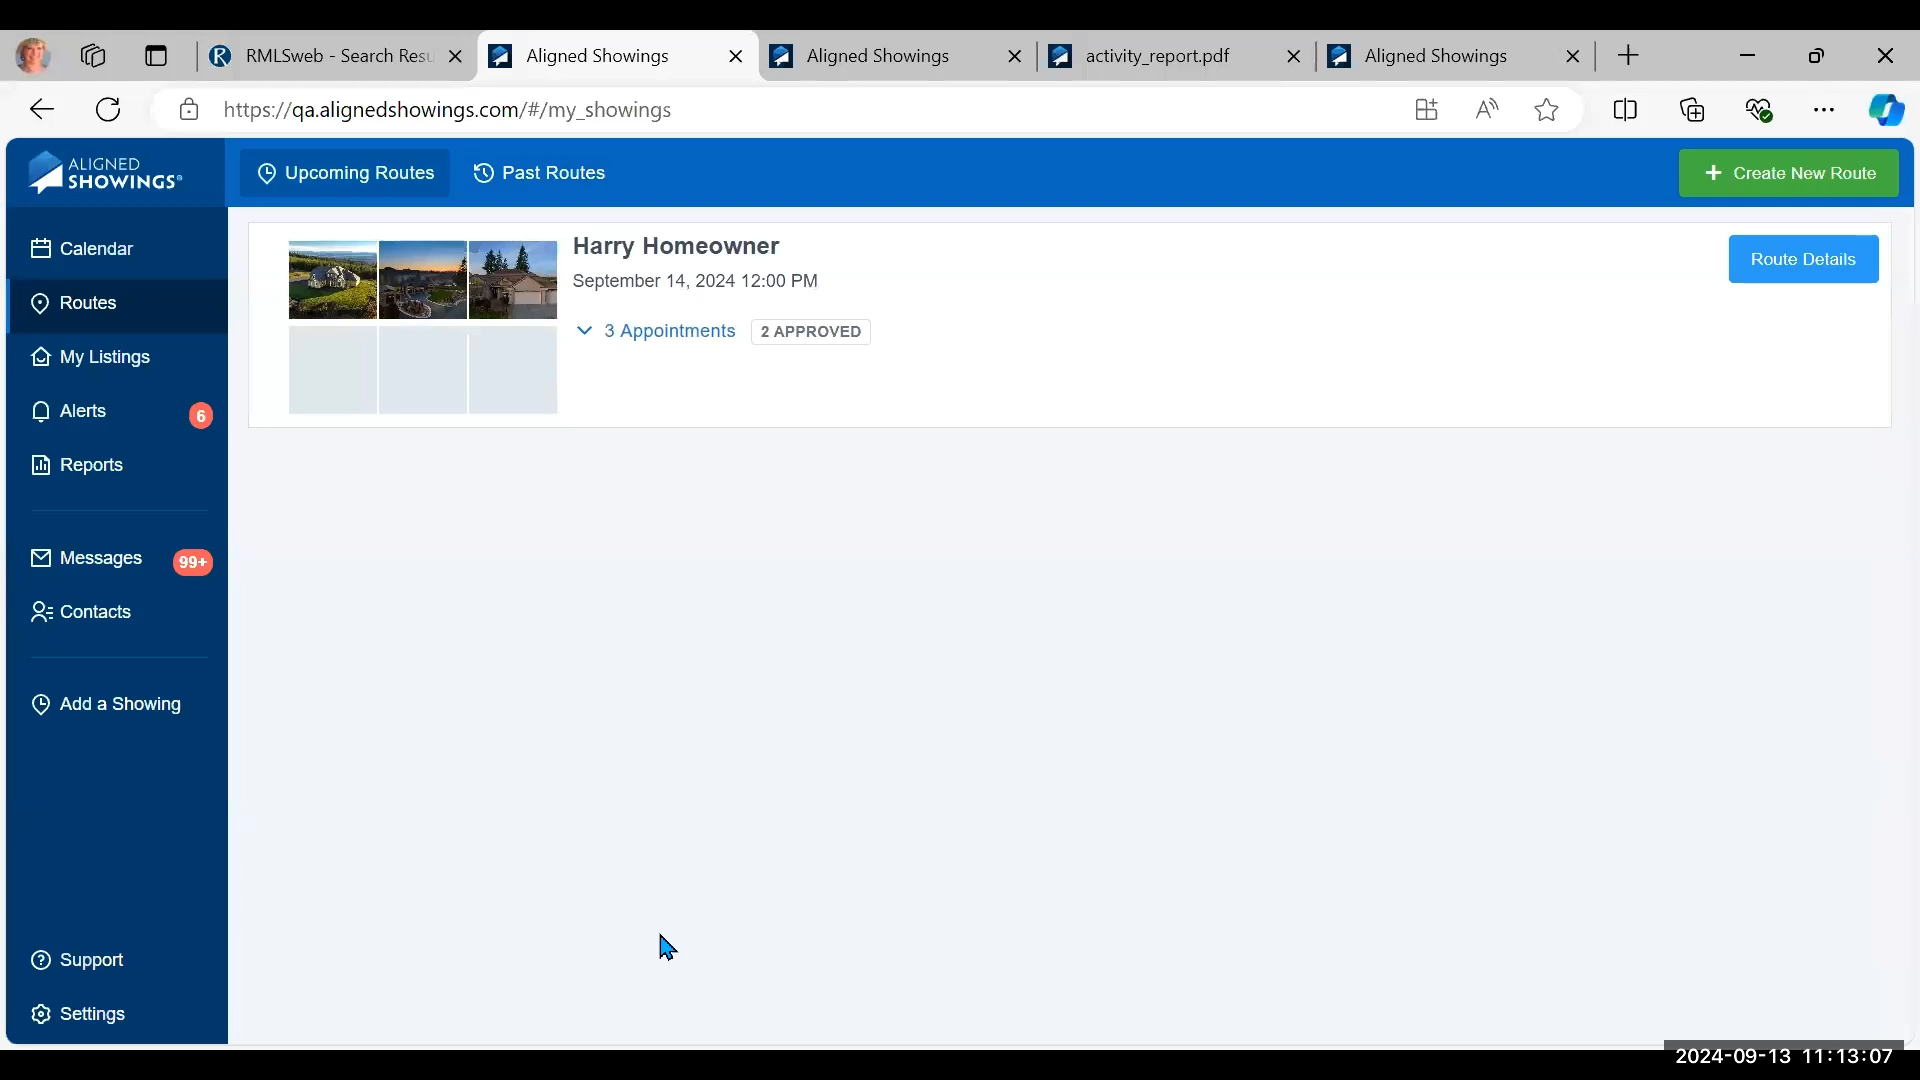 RMLSweb - Search Resu
Aligned Showings
Aligned Showings
activity_report.pdf
Aligned Showings
https://qa.alignedshowings.com/#/my_showings
ALIGNED
SHOWINGS®
Upcoming Routes
Past Routes
+ Create New Route
Calendar
Routes
My Listings
Alerts 6
Reports
Messages 99+
Contacts
Add a Showing
Support
Settings
Harry Homeowner
September 14, 2024 12:00 PM
3 Appointments 2 APPROVED
Route Details
2024-09-13 11:13:07